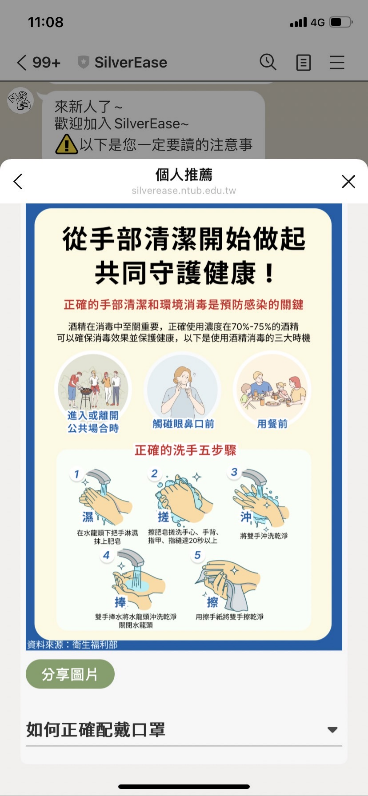 11:08
4G
99+
SilverEase
來新人了~
歡迎加入 SilverEase~
以下是您一定要讀的注意事
個人推薦
silverease.ntub.edu.tw
從手部清潔開始做起
共同守護健康！
正確的手部清潔和環境消毒是預防感染的關鍵
酒精在消毒中至關重要，正確使用濃度在70%-75%的酒精
可以確保消毒效果並保護健康，以下是使用酒精消毒的三大時機
進入或離開
公共場合時
觸碰眼鼻口前
用餐前
正確的洗手五步驟
1
濕
在水龍頭下把手淋濕
抹上肥皂
2
搓
擦肥皂搓洗手心、手背、
指甲、指縫達20秒以上
3
沖
將雙手沖洗乾淨
4
捧
雙手捧水將水龍頭沖洗乾淨
關閉水龍頭
5
擦
用擦手紙將雙手擦乾淨
資料來源：衛生福利部
分享圖片
如何正確配戴口罩